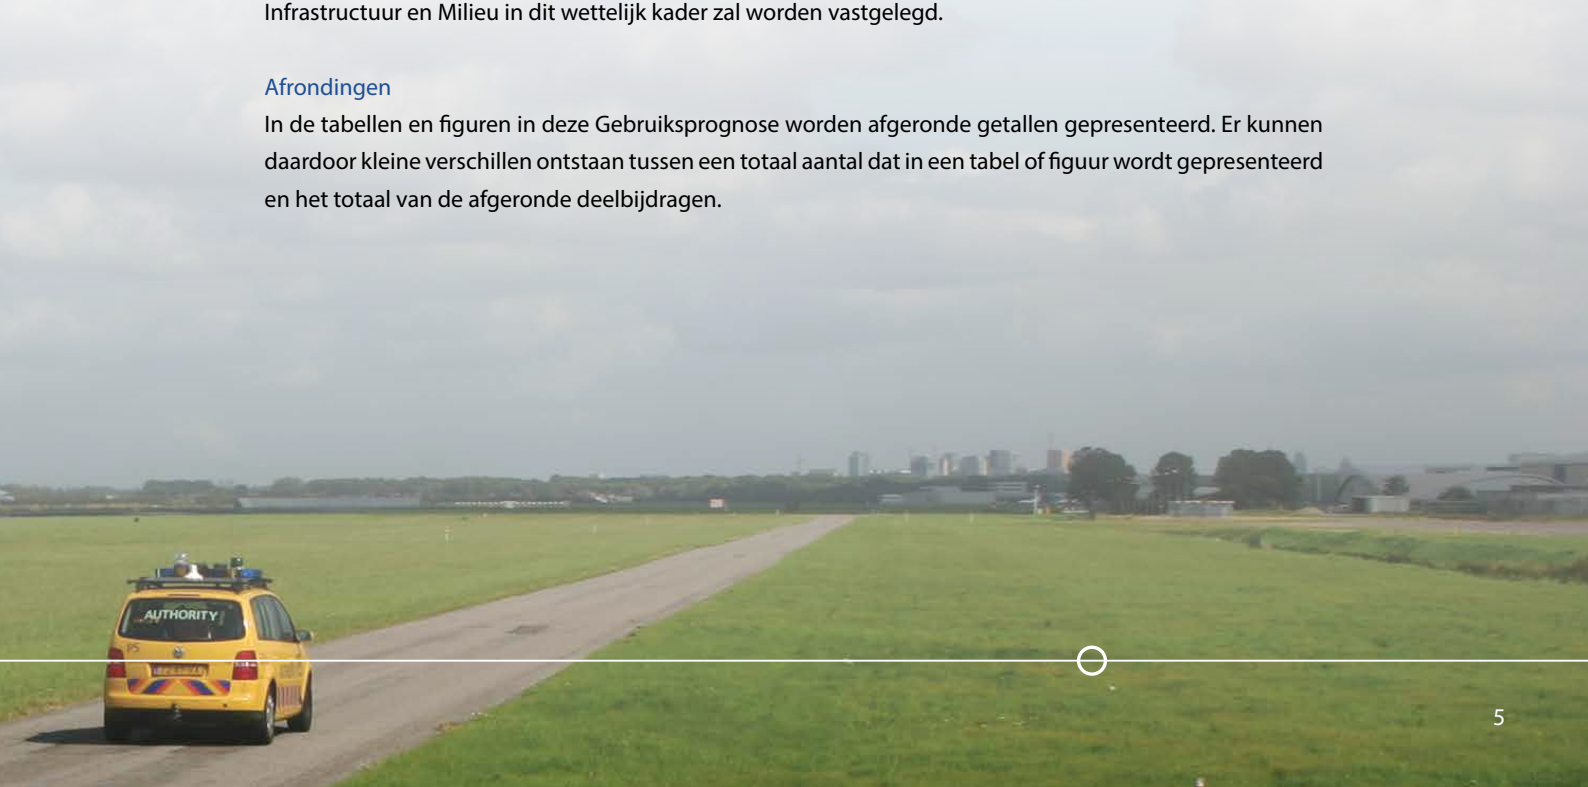 Infrastructuur en Milieu in dit wettelijk kader zal worden vastgelegd.
Afrondingen
In de tabellen en figuren in deze Gebruiksprognose worden afgeronde getallen gepresenteerd. Er kunnen
daardoor kleine verschillen ontstaan tussen een totaal aantal dat in een tabel of figuur wordt gepresenteerd
en het totaal van de afgeronde deelbijdragen.
AUTHORITY
P5
5